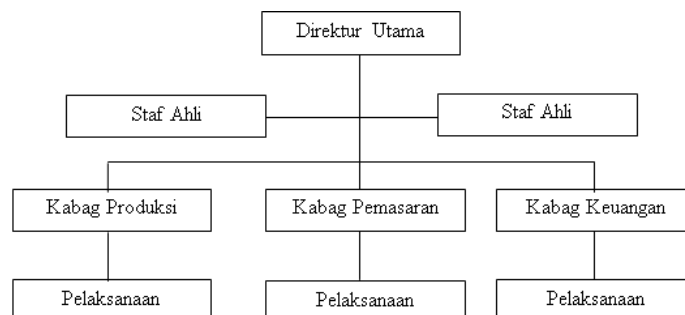 Direktur Utama
Staf Ahli
Staf Ahli
Kabag Produksi
Kabag Pemasaran
Kabag Keuangan
Pelaksanaan
Pelaksanaan
Pelaksanaan